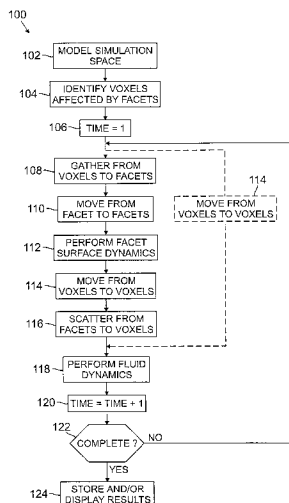 100
102
MODEL SIMULATION
SPACE
104
IDENTIFY VOXELS
AFFECTED BY FACETS
106
TIME = 1
108
GATHER FROM
VOXELS TO FACETS
114
MOVE FROM
VOXELS TO VOXELS
110
MOVE FROM
FACET TO FACETS
112
PERFORM FACET
SURFACE DYNAMICS
114
MOVE FROM
VOXELS TO VOXELS
116
SCATTER FROM
FACETS TO VOXELS
118
PERFORM FLUID
DYNAMICS
120
TIME = TIME + 1
122
COMPLETE ?
NO
YES
124
STORE AND/OR
DISPLAY RESULTS